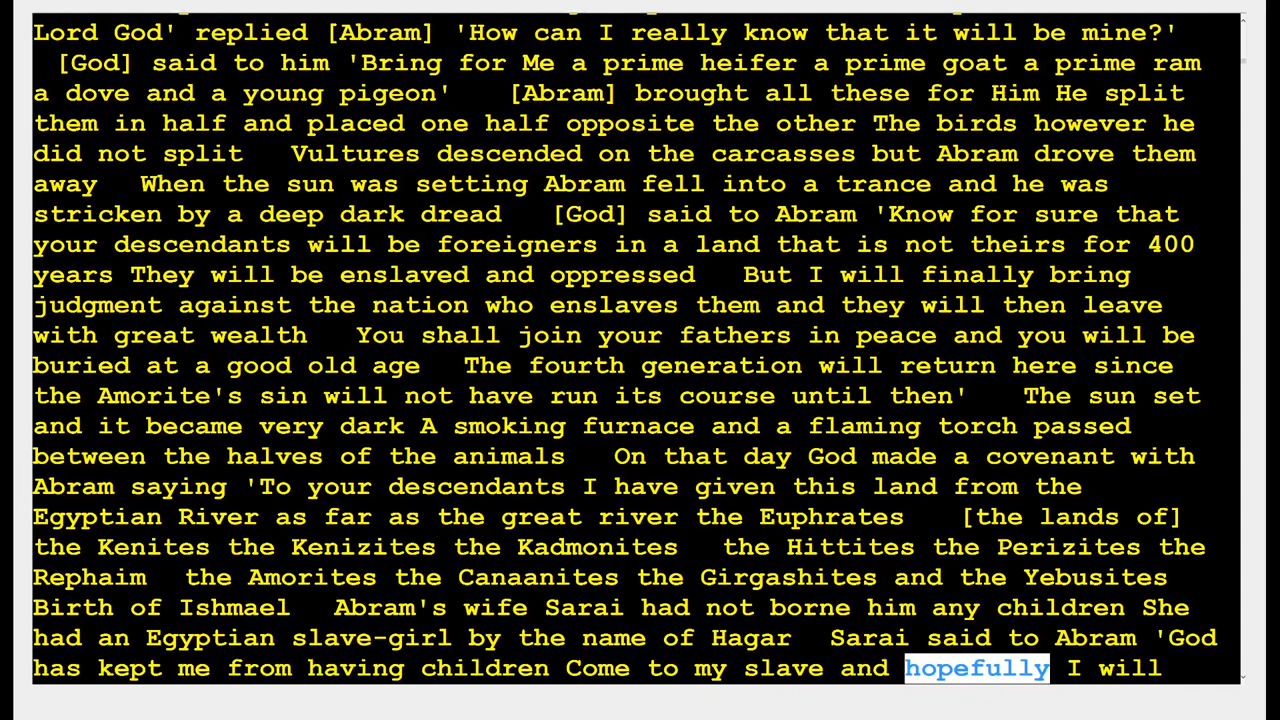 Lord God' replied [Abram] 'How can I really know that it will be mine?'
[God] said to him 'Bring for Me a prime heifer a prime goat a prime ram
a dove and a young pigeon' [Abram] brought all these for Him He split
them in half and placed one half opposite the other The birds however he
did not split Vultures descended on the carcasses but Abram drove them
away When the sun was setting Abram fell into a trance and he was
stricken by a deep dark dread [God] said to Abram 'Know for sure that
your descendants will be foreigners in a land that is not theirs for 400
years They will be enslaved and oppressed But I will finally bring
judgment against the nation who enslaves them and they will then leave
with great wealth You shall join your fathers in peace and you will be
buried at a good old age The fourth generation will return here since
the Amorite's sin will not have run its course until then' The sun set
and it became very dark A smoking furnace and a flaming torch passed
between the halves of the animals On that day God made a covenant with
Abram saying 'To your descendants I have given this land from the
Egyptian River as far as the great river the Euphrates [the lands of]
the Kenites the Kenizites the Kadmonites the Hittites the Perizites the
Rephaim the Amorites the Canaanites the Girgashites and the Yebusites
Birth of Ishmael Abram's wife Sarai had not borne him any children She
had an Egyptian slave-girl by the name of Hagar Sarai said to Abram 'God
has kept me from having children Come to my slave and hopefully I will